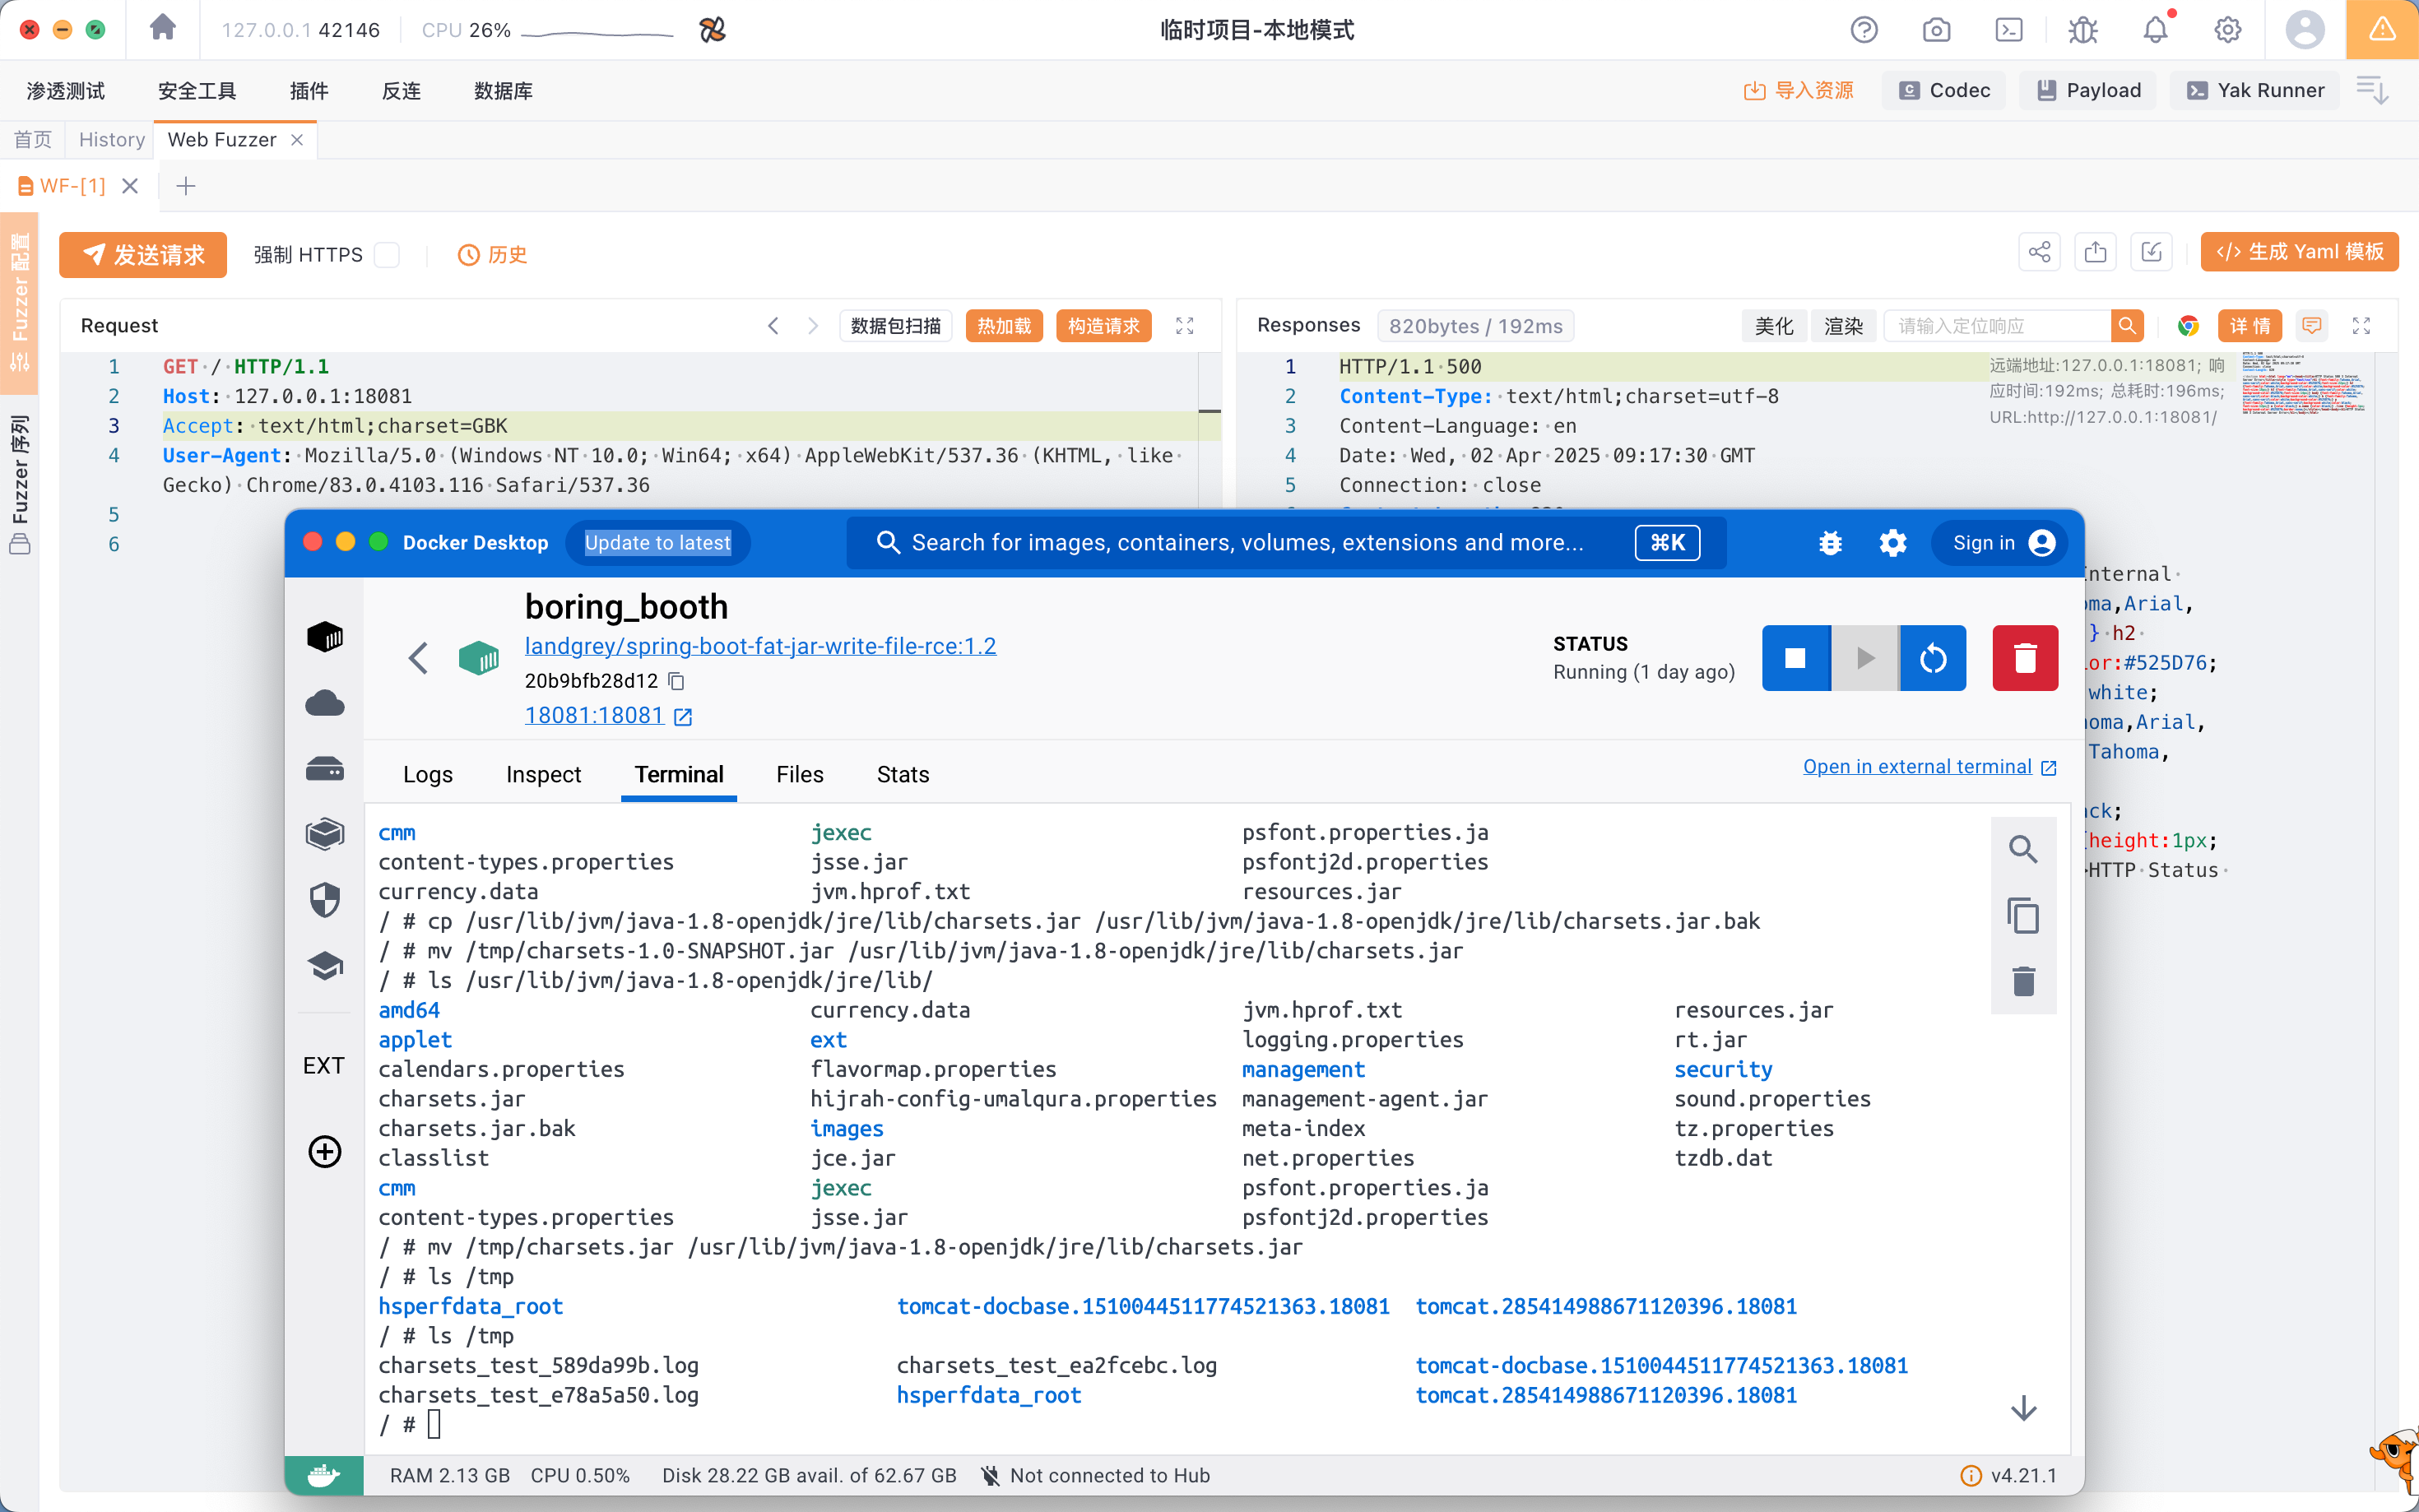 127.0.0.1 42146 CPU 26% 临时项目-本地模式
渗透测试 安全工具 插件 反连 数据库 导入资源 Codec Payload Yak Runner
首页 History Web Fuzzer
WF-[1]
Fuzzer 配置
Fuzzer 序列
发送请求 强制 HTTPS 历史 </> 生成 Yaml 模板
Request 数据包扫描 热加载 构造请求
1 GET / HTTP/1.1
2 Host: 127.0.0.1:18081
3 Accept: text/html;charset=GBK
4 User-Agent: Mozilla/5.0 (Windows NT 10.0; Win64; x64) AppleWebKit/537.36 (KHTML, like
Gecko) Chrome/83.0.4103.116 Safari/537.36
5
6
Responses 820bytes / 192ms 美化 渲染 请输入定位响应 详情
1 HTTP/1.1 500
2 Content-Type: text/html;charset=utf-8
3 Content-Language: en
4 Date: Wed, 02 Apr 2025 09:17:30 GMT
5 Connection: close
远端地址:127.0.0.1:18081; 响
应时间:192ms; 总耗时:196ms;
URL:http://127.0.0.1:18081/
nternal
ma,Arial,
} h2
or:#525D76;
white;
oma,Arial,
Tahoma,
ck;
height:1px;
HTTP Status
Docker Desktop Update to latest Search for images, containers, volumes, extensions and more... ⌘K Sign in
boring_booth
landgrey/spring-boot-fat-jar-write-file-rce:1.2
20b9bfb28d12
18081:18081
STATUS
Running (1 day ago)
Logs Inspect Terminal Files Stats Open in external terminal
EXT
cmm jexec psfont.properties.ja
content-types.properties jsse.jar psfontj2d.properties
currency.data jvm.hprof.txt resources.jar
/ # cp /usr/lib/jvm/java-1.8-openjdk/jre/lib/charsets.jar /usr/lib/jvm/java-1.8-openjdk/jre/lib/charsets.jar.bak
/ # mv /tmp/charsets-1.0-SNAPSHOT.jar /usr/lib/jvm/java-1.8-openjdk/jre/lib/charsets.jar
/ # ls /usr/lib/jvm/java-1.8-openjdk/jre/lib/
amd64 currency.data jvm.hprof.txt resources.jar
applet ext logging.properties rt.jar
calendars.properties flavormap.properties management security
charsets.jar hijrah-config-umalqura.properties management-agent.jar sound.properties
charsets.jar.bak images meta-index tz.properties
classlist jce.jar net.properties tzdb.dat
cmm jexec psfont.properties.ja
content-types.properties jsse.jar psfontj2d.properties
/ # mv /tmp/charsets.jar /usr/lib/jvm/java-1.8-openjdk/jre/lib/charsets.jar
/ # ls /tmp
hsperfdata_root tomcat-docbase.1510044511774521363.18081 tomcat.285414988671120396.18081
/ # ls /tmp
charsets_test_589da99b.log charsets_test_ea2fcebc.log tomcat-docbase.1510044511774521363.18081
charsets_test_e78a5a50.log hsperfdata_root tomcat.285414988671120396.18081
/ #
RAM 2.13 GB CPU 0.50% Disk 28.22 GB avail. of 62.67 GB Not connected to Hub v4.21.1